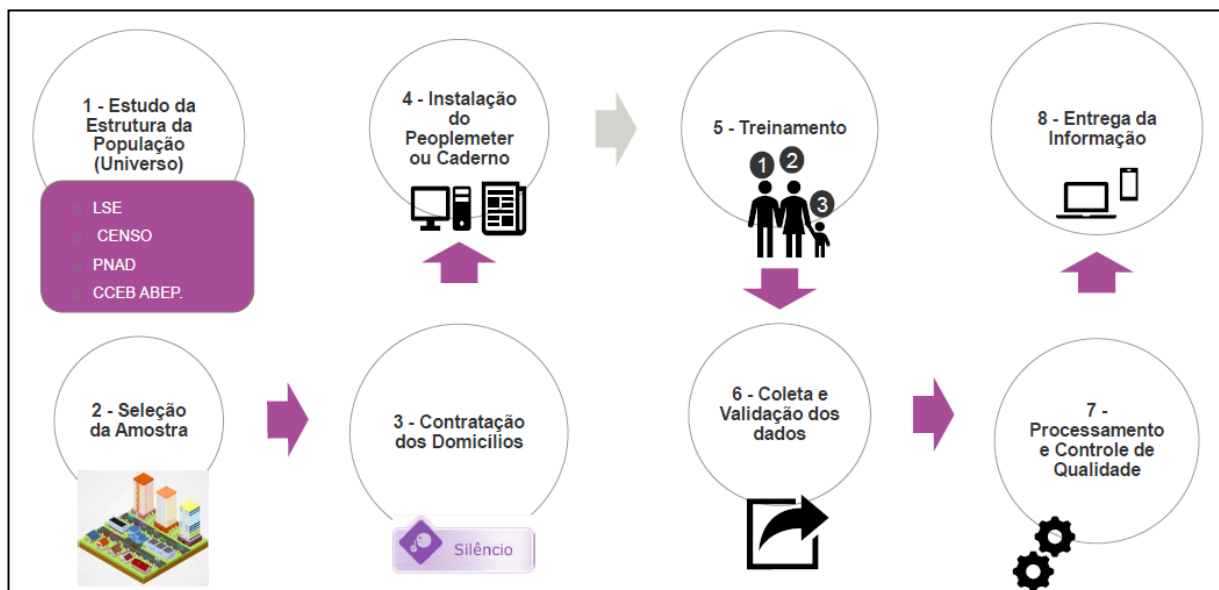 1 - Estudo da
Estrutura da
População
(Universo)
LSE
CENSO
PNAD
CCEB ABEP.
2 - Seleção
da Amostra
3 - Contratação
dos Domicílios
Silêncio
4 - Instalação
do
Peoplemeter
ou Caderno
5 - Treinamento
1
2
3
6 - Coleta e
Validação dos
dados
7 -
Processamento
e Controle de
Qualidade
8 - Entrega da
Informação